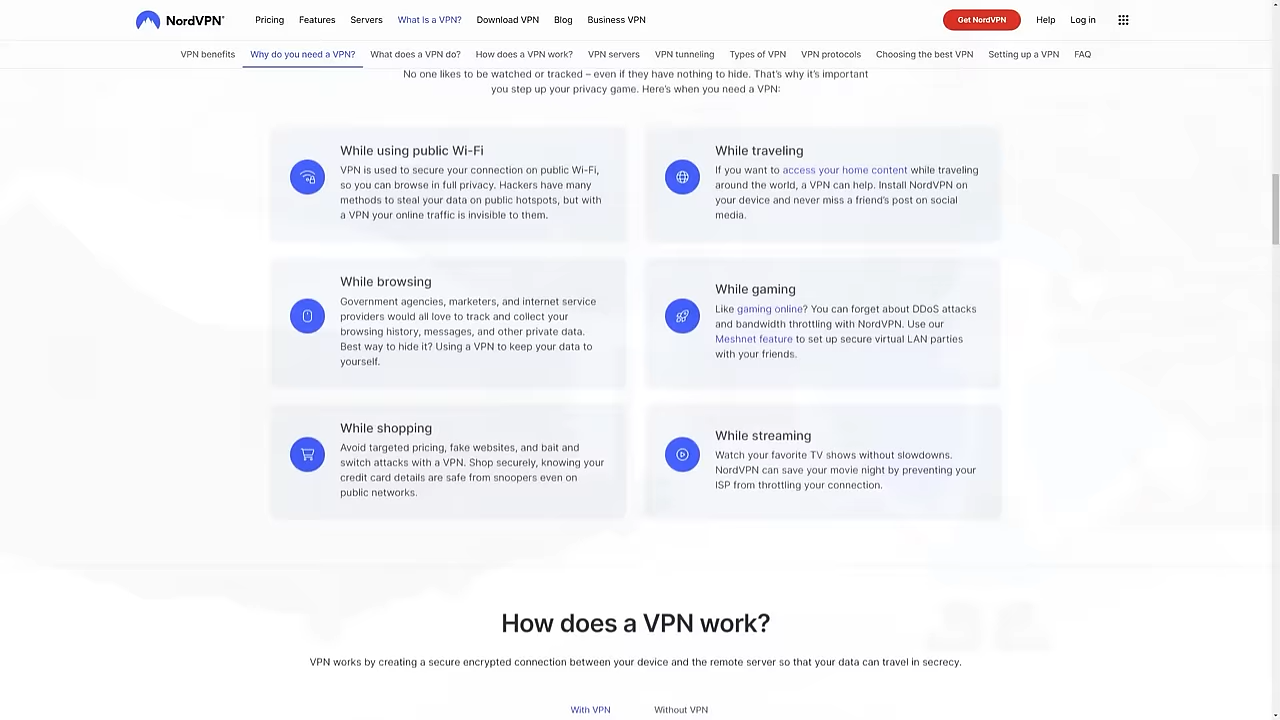 NordVPN®
Pricing Features Servers What is a VPN? Download VPN Blog Business VPN Get NordVPN Help Log in
VPN benefits Why do you need a VPN? What does a VPN do? How does a VPN work? VPN servers VPN tunneling Types of VPN VPN protocols Choosing the best VPN Setting up a VPN FAQ
No one likes to be watched or tracked – even if they have nothing to hide. That's why it's important
you step up your privacy game. Here's when you need a VPN:
While using public Wi-Fi
VPN is used to secure your connection on public Wi-Fi,
so you can browse in full privacy. Hackers have many
methods to steal your data on public hotspots, but with
a VPN your online traffic is invisible to them.
While traveling
If you want to access your home content while traveling
around the world, a VPN can help. Install NordVPN on
your device and never miss a friend's post on social
media.
While browsing
Government agencies, marketers, and internet service
providers would all love to track and collect your
browsing history, messages, and other private data.
Best way to hide it? Using a VPN to keep your data to
yourself.
While gaming
Like gaming online? You can forget about DDoS attacks
and bandwidth throttling with NordVPN. Use our
Meshnet feature to set up secure virtual LAN parties
with your friends.
While shopping
Avoid targeted pricing, fake websites, and bait and
switch attacks with a VPN. Shop securely, knowing your
credit card details are safe from snoopers even on
public networks.
While streaming
Watch your favorite TV shows without slowdowns.
NordVPN can save your movie night by preventing your
ISP from throttling your connection.
How does a VPN work?
VPN works by creating a secure encrypted connection between your device and the remote server so that your data can travel in secrecy.
With VPN Without VPN